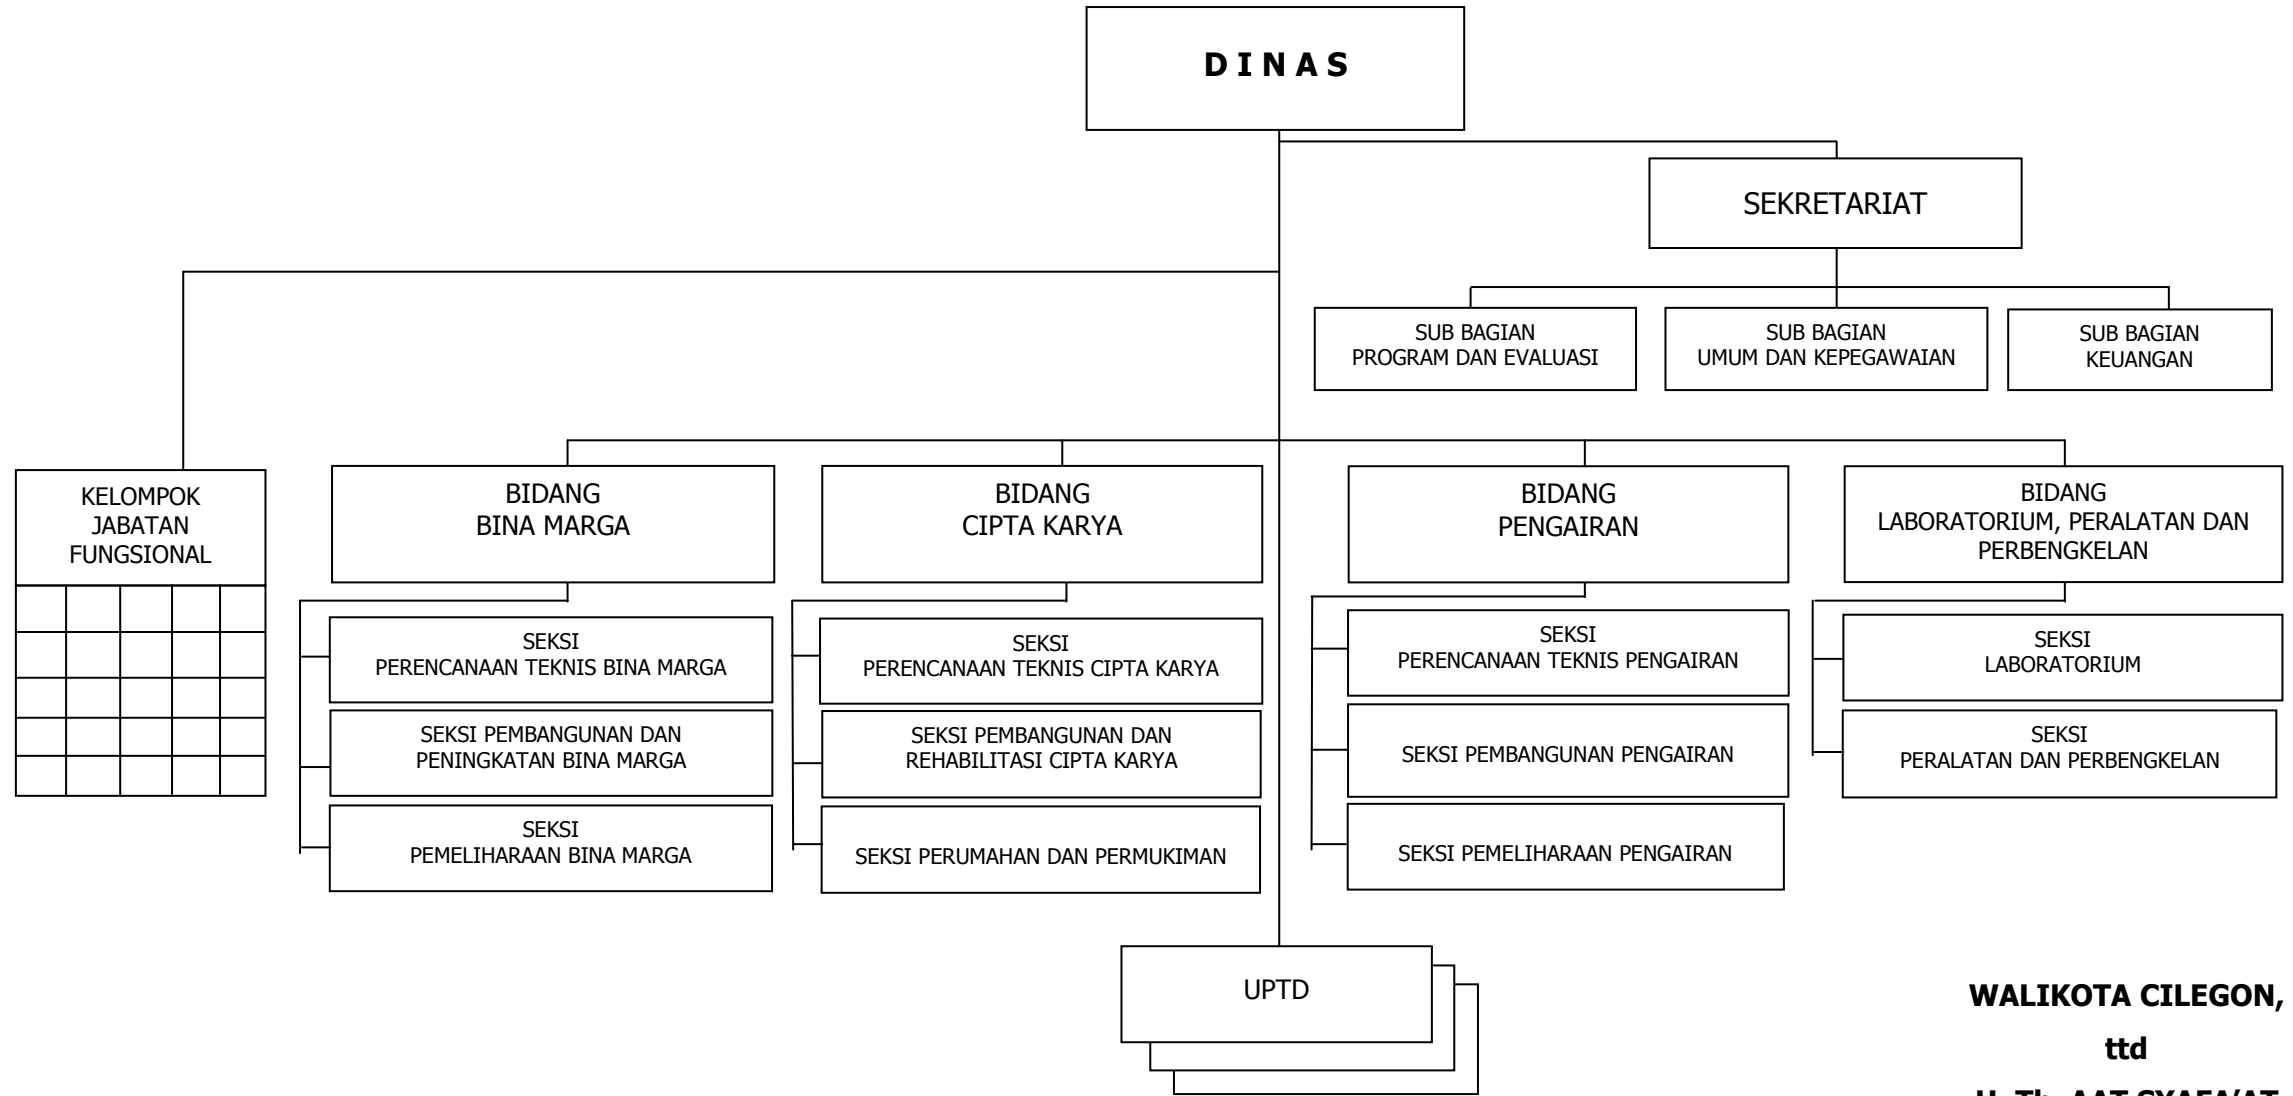 D I N A S
SEKRETARIAT
SUB BAGIAN
PROGRAM DAN EVALUASI
SUB BAGIAN
UMUM DAN KEPEGAWAIAN
SUB BAGIAN
KEUANGAN
KELOMPOK
JABATAN
FUNGSIONAL
BIDANG
BINA MARGA
BIDANG
CIPTA KARYA
BIDANG
PENGAIRAN
BIDANG
LABORATORIUM, PERALATAN DAN
PERBENGKELAN
SEKSI
PERENCANAAN TEKNIS BINA MARGA
SEKSI PEMBANGUNAN DAN
PENINGKATAN BINA MARGA
SEKSI
PEMELIHARAAN BINA MARGA
SEKSI
PERENCANAAN TEKNIS CIPTA KARYA
SEKSI PEMBANGUNAN DAN
REHABILITASI CIPTA KARYA
SEKSI PERUMAHAN DAN PERMUKIMAN
SEKSI
PERENCANAAN TEKNIS PENGAIRAN
SEKSI PEMBANGUNAN PENGAIRAN
SEKSI PEMELIHARAAN PENGAIRAN
SEKSI
LABORATORIUM
SEKSI
PERALATAN DAN PERBENGKELAN
UPTD
WALIKOTA CILEGON,
ttd
AAT SYAFA'AT